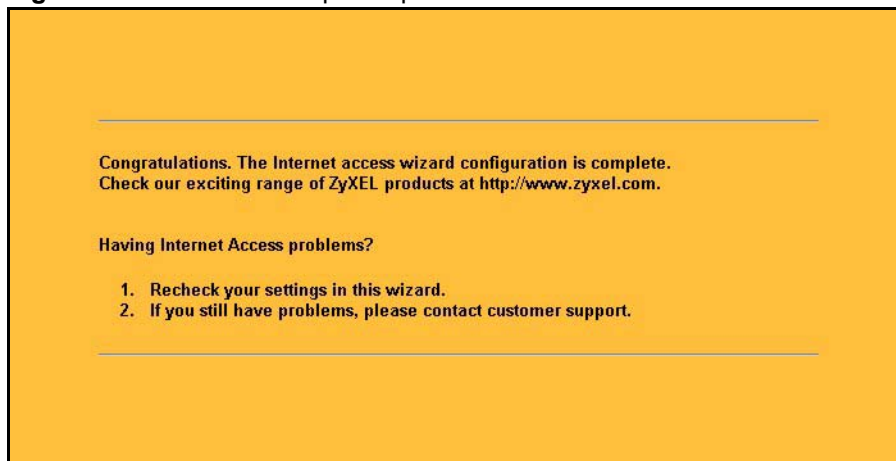 Congratulations. The Internet access wizard configuration is complete.
Check our exciting range of ZyXEL products at http://www.zyxel.com.
Having Internet Access problems?
1. Recheck your settings in this wizard.
2. If you still have problems, please contact customer support.